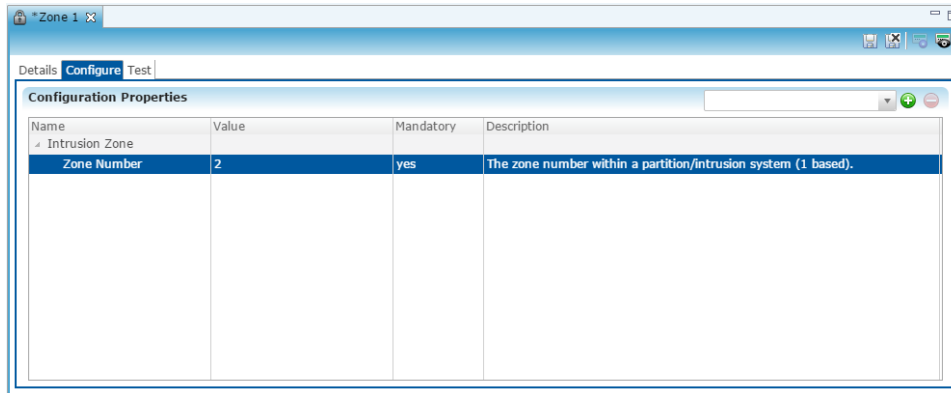 *Zone 1
Details Configure Test
Configuration Properties
Name Value Mandatory Description
Intrusion Zone
Zone Number 2 yes The zone number within a partition/intrusion system (1 based).